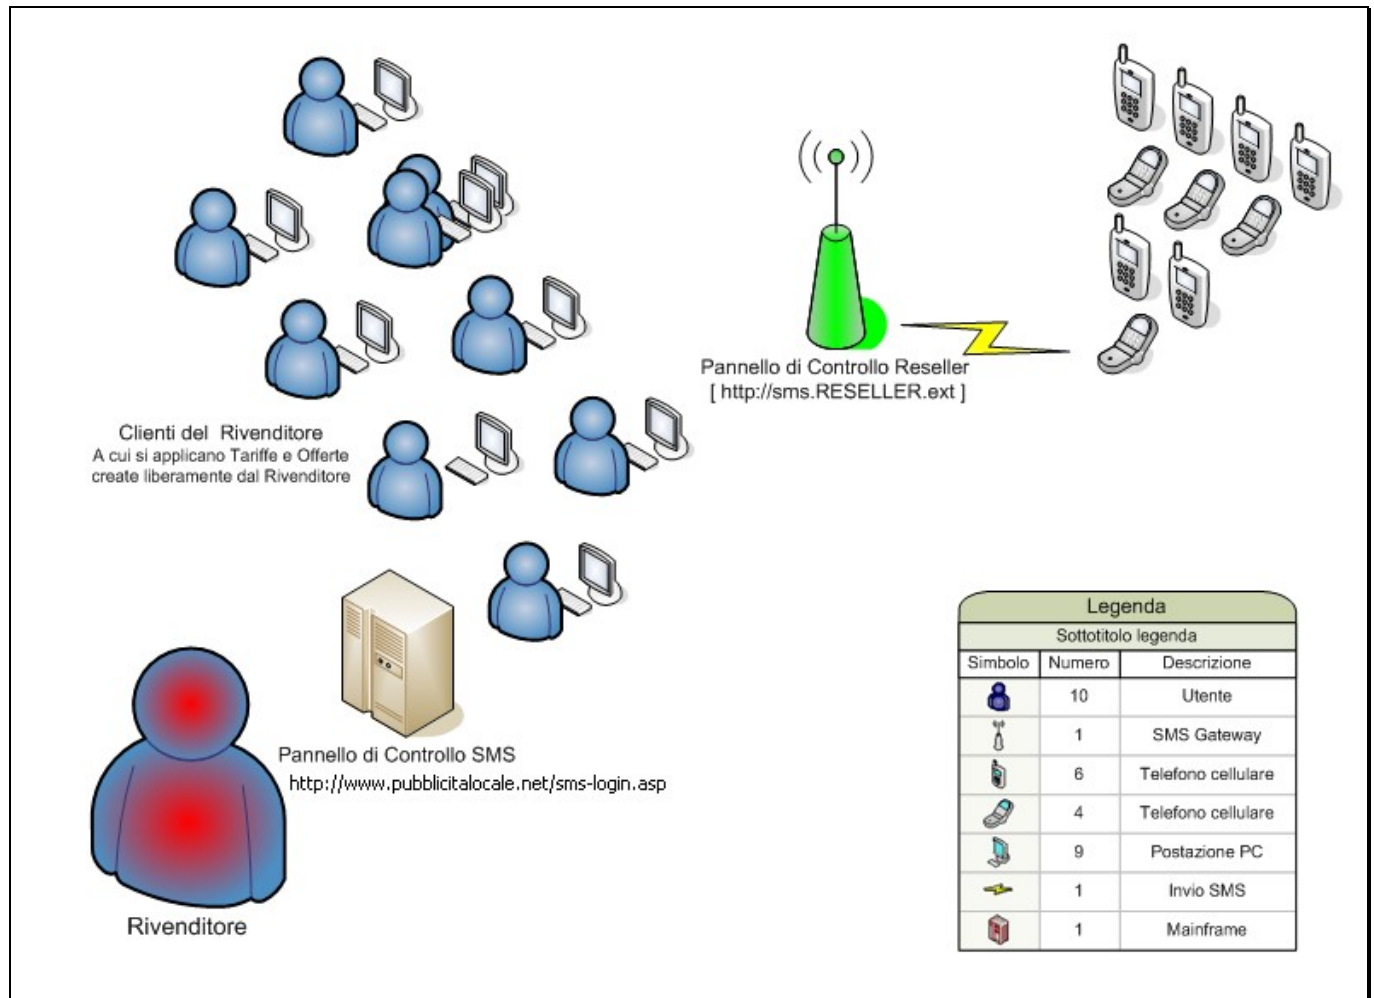 Pannello di Controllo Reseller
[ http://sms.RESELLER.ext ]
Clienti del Rivenditore
A cui si applicano Tariffe e Offerte
create liberamente dal Rivenditore
Pannello di Controllo SMS
http://www.pubblicitalocale.net/sms-login.asp
Rivenditore
Legenda
Sottotitolo legenda
Simbolo Numero Descrizione
10 Utente
1 SMS Gateway
6 Telefono cellulare
4 Telefono cellulare
9 Postazione PC
1 Invio SMS
1 Mainframe